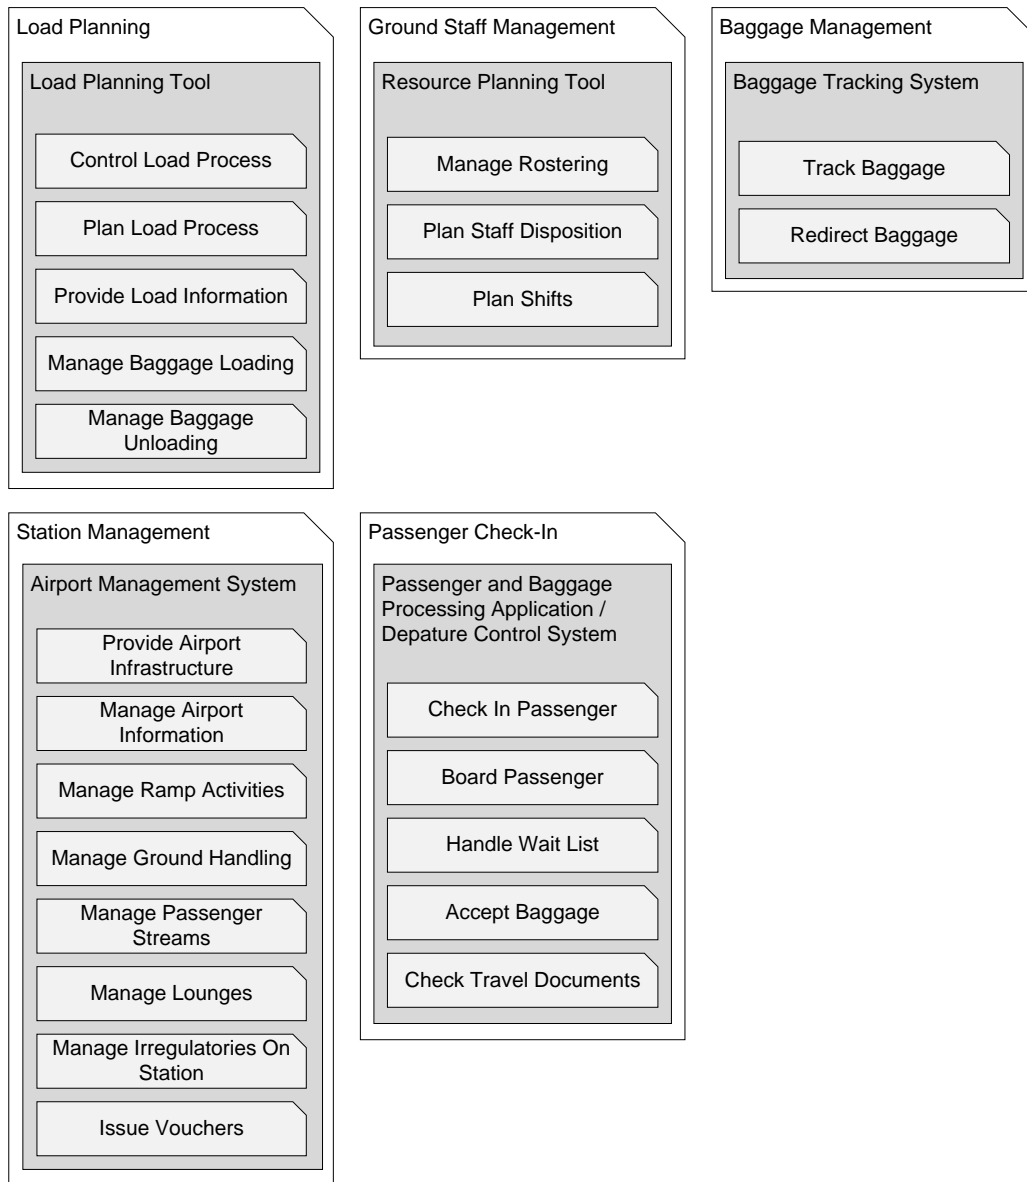 Load Planning
Load Planning Tool
Control Load Process
Plan Load Process
Provide Load Information
Manage Baggage Loading
Manage Baggage
Unloading
Ground Staff Management
Resource Planning Tool
Manage Rostering
Plan Staff Disposition
Plan Shifts
Baggage Management
Baggage Tracking System
Track Baggage
Redirect Baggage
Station Management
Airport Management System
Provide Airport
Infrastructure
Manage Airport
Information
Manage Ramp Activities
Manage Ground Handling
Manage Passenger
Streams
Manage Lounges
Manage Irregulatories On
Station
Issue Vouchers
Passenger Check-In
Passenger and Baggage
Processing Application /
Depature Control System
Check In Passenger
Board Passenger
Handle Wait List
Accept Baggage
Check Travel Documents